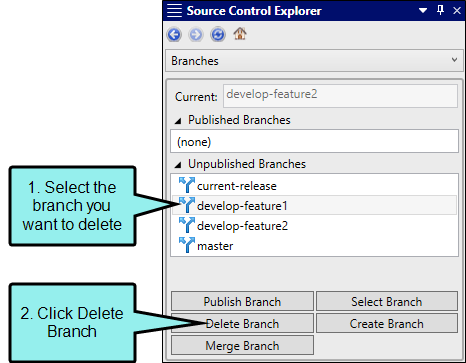 Source Control Explorer
Branches
Current: develop-feature2
Published Branches
(none)
Unpublished Branches
current-release
1. Select the
branch you
want to delete
develop-feature1
develop-feature2
master
Publish Branch Select Branch
2. Click Delete
Branch
Delete Branch Create Branch
Merge Branch